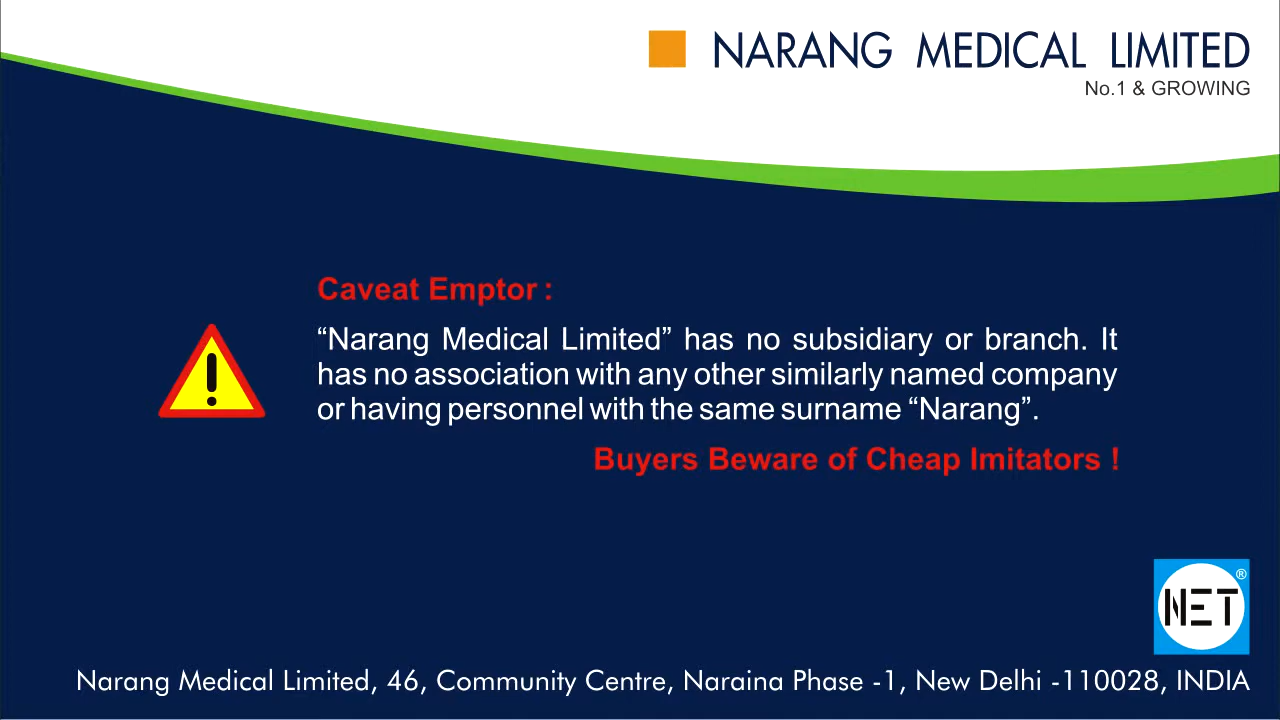 NARANG MEDICAL LIMITED
No.1 & GROWING
Caveat Emptor :
“Narang Medical Limited” has no subsidiary or branch. It
has no association with any other similarly named company
or having personnel with the same surname “Narang”.
Buyers Beware of Cheap Imitators !
NET®
Narang Medical Limited, 46, Community Centre, Naraina Phase -1, New Delhi -110028, INDIA